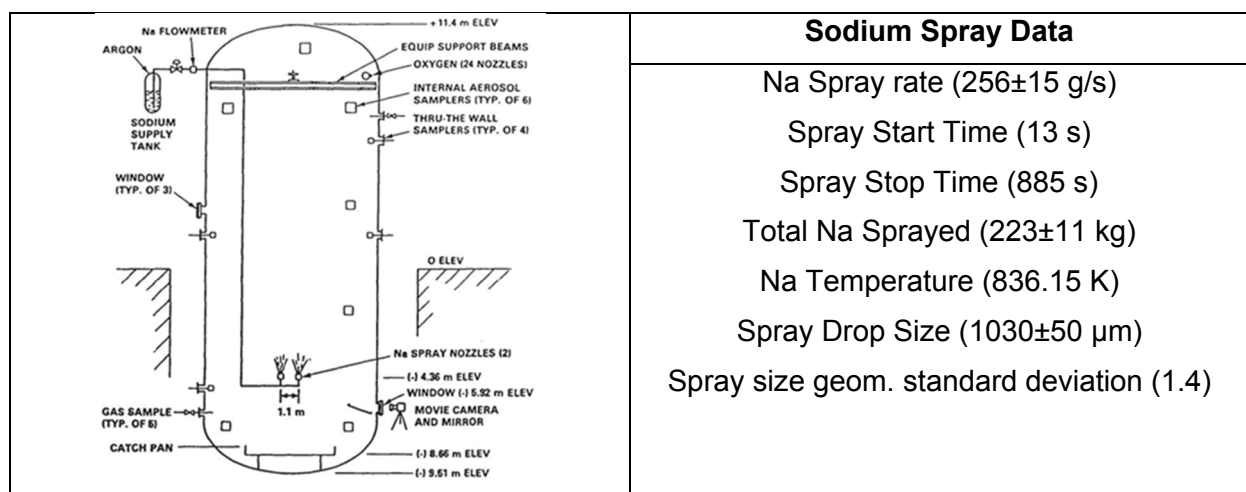 +11.4 m ELEV
Na FLOWMETER
ARGON
EQUIP SUPPORT BEAMS
OXYGEN (24 NOZZLES)
INTERNAL AEROSOL
SAMPLERS (TYP. OF 6)
THRU-THE WALL
SAMPLERS (TYP. OF 4)
SODIUM
SUPPLY
TANK
WINDOW
(TYP. OF 3)
O ELEV
Na SPRAY NOZZLES (2)
(-) 4.36 m ELEV
WINDOW (-) 5.92 m ELEV
1.1 m
MOVIE CAMERA
AND MIRROR
GAS SAMPLE
(TYP. OF 5)
CATCH PAN
(-) 8.66 m ELEV
(-) 9.51 m ELEV
Sodium Spray Data
Na Spray rate (256±15 g/s)
Spray Start Time (13 s)
Spray Stop Time (885 s)
Total Na Sprayed (223±11 kg)
Na Temperature (836.15 K)
Spray Drop Size (1030±50 µm)
Spray size geom. standard deviation (1.4)